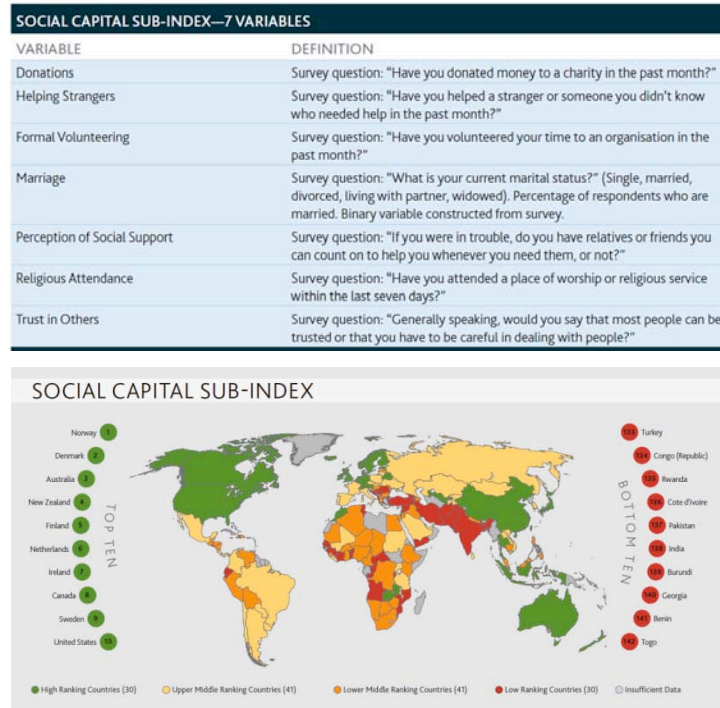 SOCIAL CAPITAL SUB-INDEX—7 VARIABLES
VARIABLE DEFINITION
Donations Survey question: "Have you donated money to a charity in the past month?"
Helping Strangers Survey question: "Have you helped a stranger or someone you didn't know
who needed help in the past month?"
Formal Volunteering Survey question: "Have you volunteered your time to an organisation in the
past month?"
Marriage Survey question: "What is your current marital status?" (Single, married,
divorced, living with partner, widowed). Percentage of respondents who are
married. Binary variable constructed from survey.
Perception of Social Support Survey question: "If you were in trouble, do you have relatives or friends you
can count on to help you whenever you need them, or not?"
Religious Attendance Survey question: "Have you attended a place of worship or religious service
within the last seven days?"
Trust in Others Survey question: "Generally speaking, would you say that most people can be
trusted or that you have to be careful in dealing with people?"
SOCIAL CAPITAL SUB-INDEX
Norway 1
Denmark 2
Australia 3
New Zealand 4
Finland 5
Netherlands 6
Ireland 7
Canada 8
Sweden 9
United States 10
TOP TEN
133 Turkey
134 Congo (Republic)
135 Rwanda
136 Cote d'Ivoire
137 Pakistan
138 India
139 Burundi
140 Georgia
141 Benin
142 Togo
BOTTOM TEN
High Ranking Countries (30) Upper Middle Ranking Countries (41) Lower Middle Ranking Countries (41) Low Ranking Countries (30) Insufficient Data